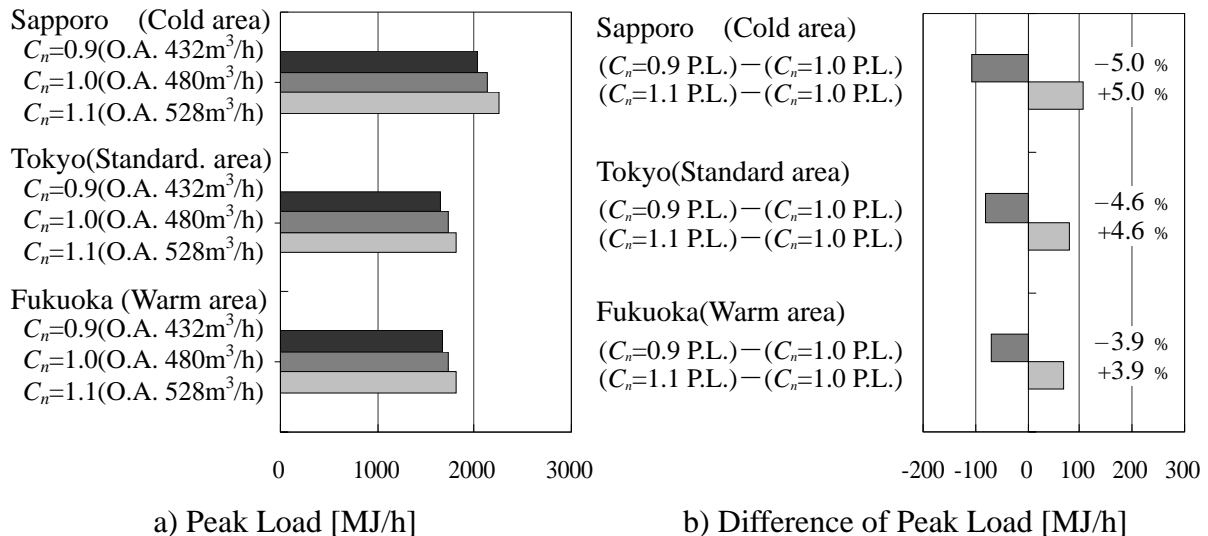 Sapporo (Cold area)
Cn=0.9(O.A. 432m³/h)
Cn=1.0(O.A. 480m³/h)
Cn=1.1(O.A. 528m³/h)
Tokyo(Standard. area)
Cn=0.9(O.A. 432m³/h)
Cn=1.0(O.A. 480m³/h)
Cn=1.1(O.A. 528m³/h)
Fukuoka (Warm area)
Cn=0.9(O.A. 432m³/h)
Cn=1.0(O.A. 480m³/h)
Cn=1.1(O.A. 528m³/h)
0 1000 2000 3000
a) Peak Load [MJ/h]
Sapporo (Cold area)
(Cn=0.9 P.L.)−(Cn=1.0 P.L.) −5.0 %
(Cn=1.1 P.L.)−(Cn=1.0 P.L.) +5.0 %
Tokyo(Standard area)
(Cn=0.9 P.L.)−(Cn=1.0 P.L.) −4.6 %
(Cn=1.1 P.L.)−(Cn=1.0 P.L.) +4.6 %
Fukuoka(Warm area)
(Cn=0.9 P.L.)−(Cn=1.0 P.L.) −3.9 %
(Cn=1.1 P.L.)−(Cn=1.0 P.L.) +3.9 %
-200 -100 0 100 200 300
b) Difference of Peak Load [MJ/h]